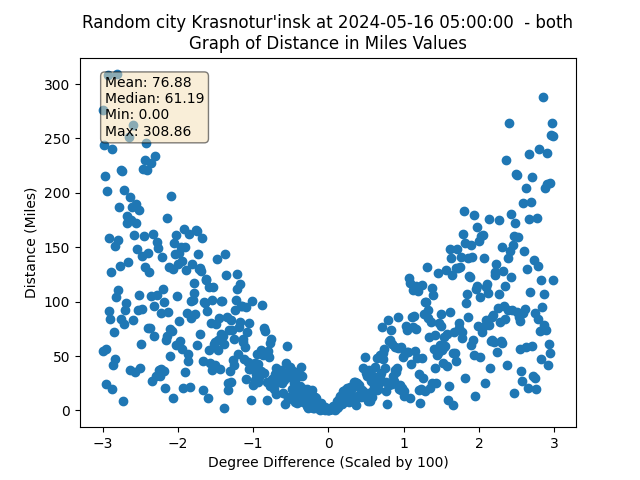 Random city Krasnotur'insk at 2024-05-16 05:00:00 - both
Graph of Distance in Miles Values
Mean: 76.88
Median: 61.19
Min: 0.00
Max: 308.86
300
250
200
150
100
50
0
Distance (Miles)
−3 −2 −1 0 1 2 3
Degree Difference (Scaled by 100)